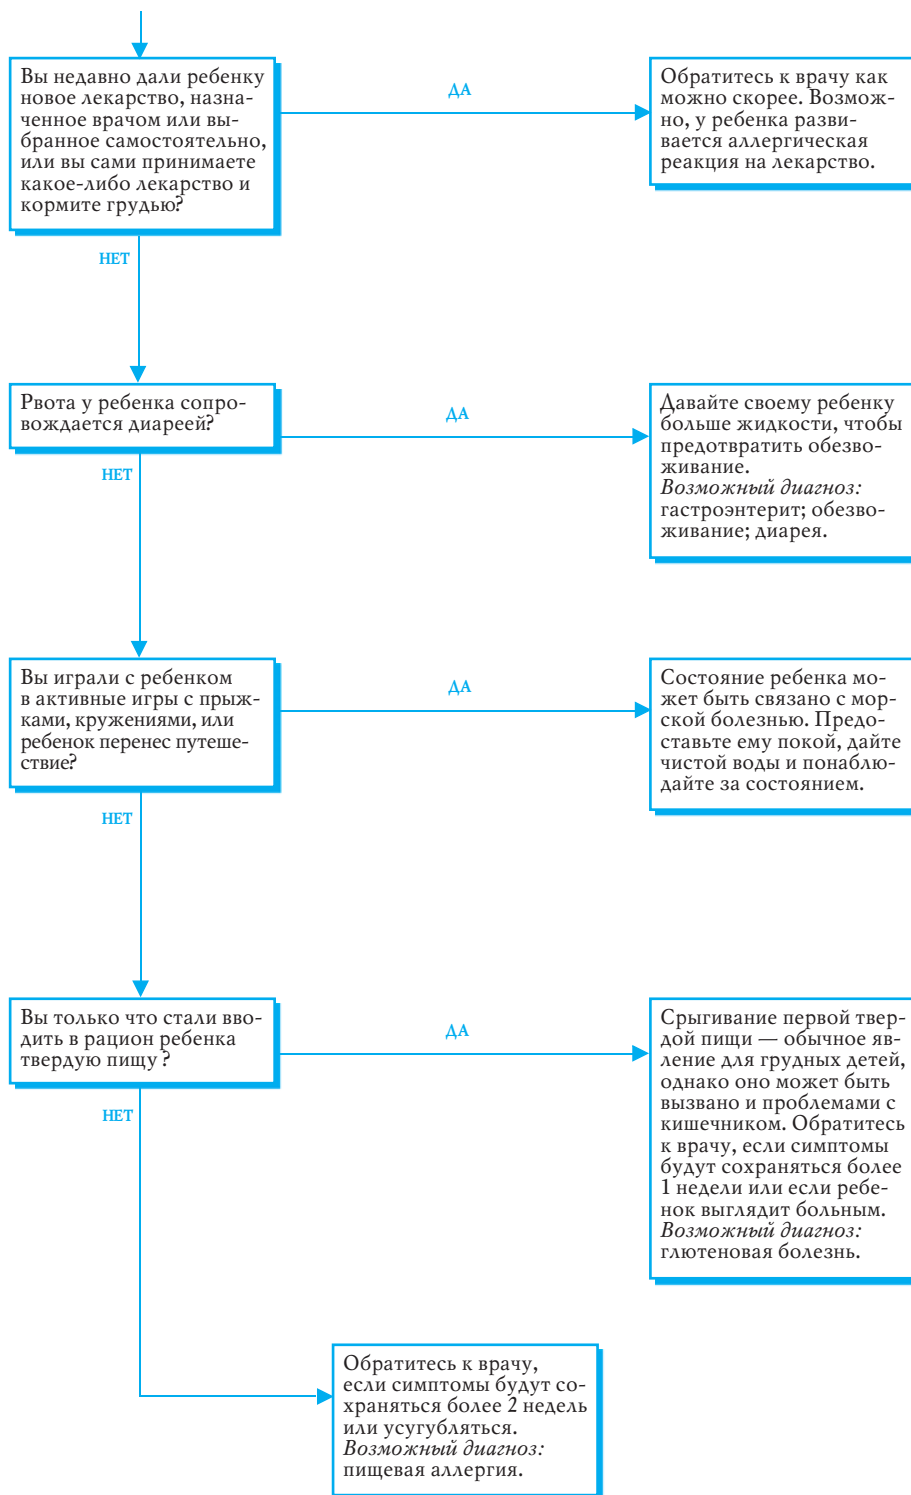 Вы недавно дали ребенку
новое лекарство, назна-
ченное врачом или вы-
бранное самостоятельно,
или вы сами принимаете
какое-либо лекарство и
кормите грудью?
ДА
Обратитесь к врачу как
можно скорее. Возмож-
но, у ребенка разви-
вается аллергическая
реакция на лекарство.
НЕТ
Рвота у ребенка сопро-
вождается диареей?
ДА
Давайте своему ребенку
больше жидкости, чтобы
предотвратить обезво-
живание.
Возможный диагноз:
гастроэнтерит; обезво-
живание; диарея.
НЕТ
Вы играли с ребенком
в активные игры с прыж-
ками, кружениями, или
ребенок перенес путеше-
ствие?
ДА
Состояние ребенка мо-
жет быть связано с мор-
ской болезнью. Предо-
ставьте ему покой, дайте
чистой воды и понаблю-
дайте за состоянием.
НЕТ
Вы только что стали вво-
дить в рацион ребенка
твердую пищу ?
ДА
Срыгивание первой твер-
дой пищи — обычное яв-
ление для грудных детей,
однако оно может быть
вызвано и проблемами с
кишечником. Обратитесь
к врачу, если симптомы
будут сохраняться более
1 недели или если ребе-
нок выглядит больным.
Возможный диагноз:
глютеновая болезнь.
НЕТ
Обратитесь к врачу,
если симптомы будут со-
храняться более 2 недель
или усугубляться.
Возможный диагноз:
пищевая аллергия.